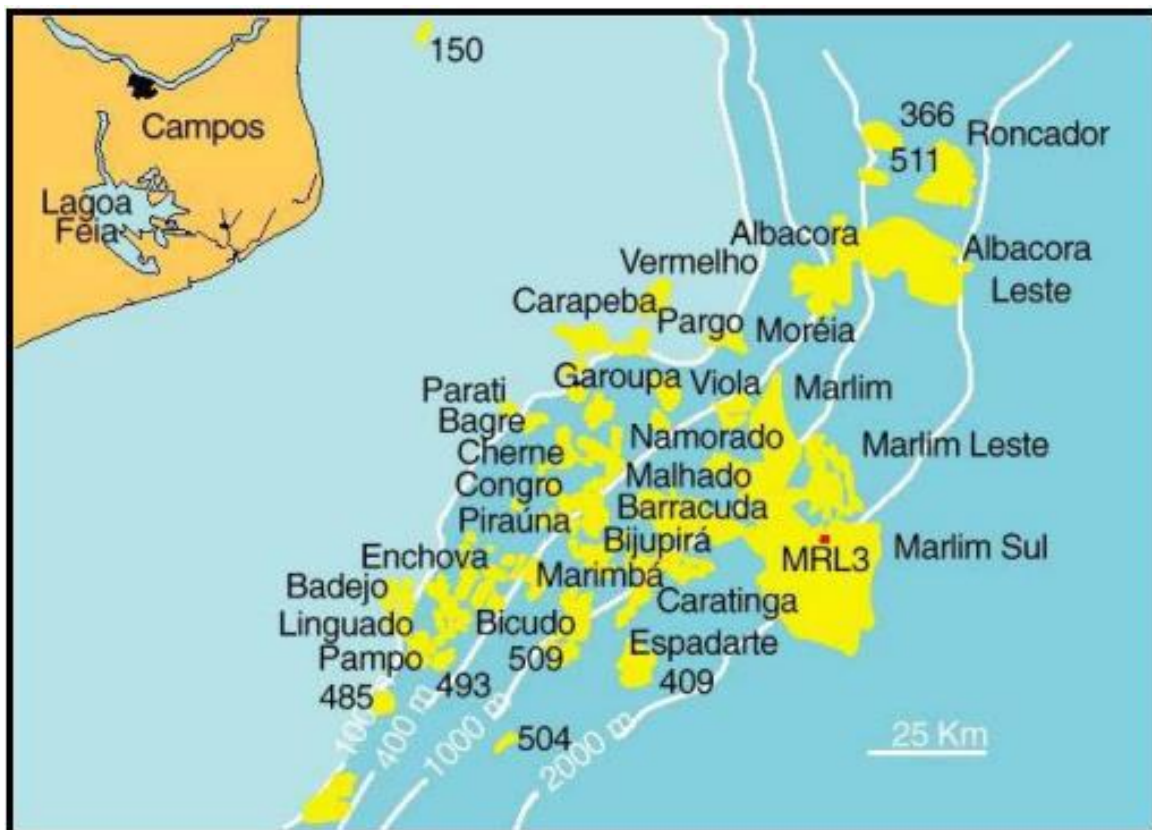 150
Campos
366
Roncador
511
Lagoa
Feia
Albacora
Albacora
Leste
Vermelho
Carapeba
Pargo
Moréia
Garoupa
Viola
Marlim
Parati
Bagre
Namorado
Marlim Leste
Cherne
Malhado
Congro
Barracuda
Piraúna
Bijupirá
Marlim Sul
Enchova
MRL3
Badejo
Marimbá
Caratinga
Linguado
Bicudo
Espadarte
Pampo
509
409
485
493
504
400 m
1000 m
2000 m
25 Km